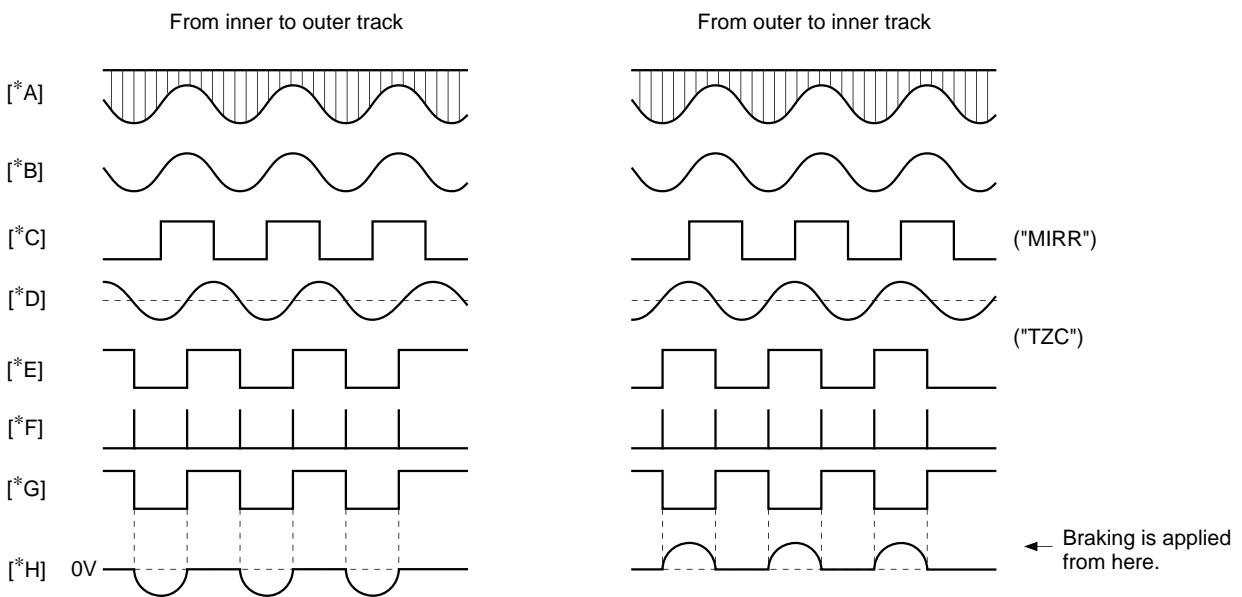 From inner to outer track
From outer to inner track
[*A]
[*B]
[*C]
("MIRR")
[*D]
("TZC")
[*E]
[*F]
[*G]
[*H] 0V
Braking is applied
from here.